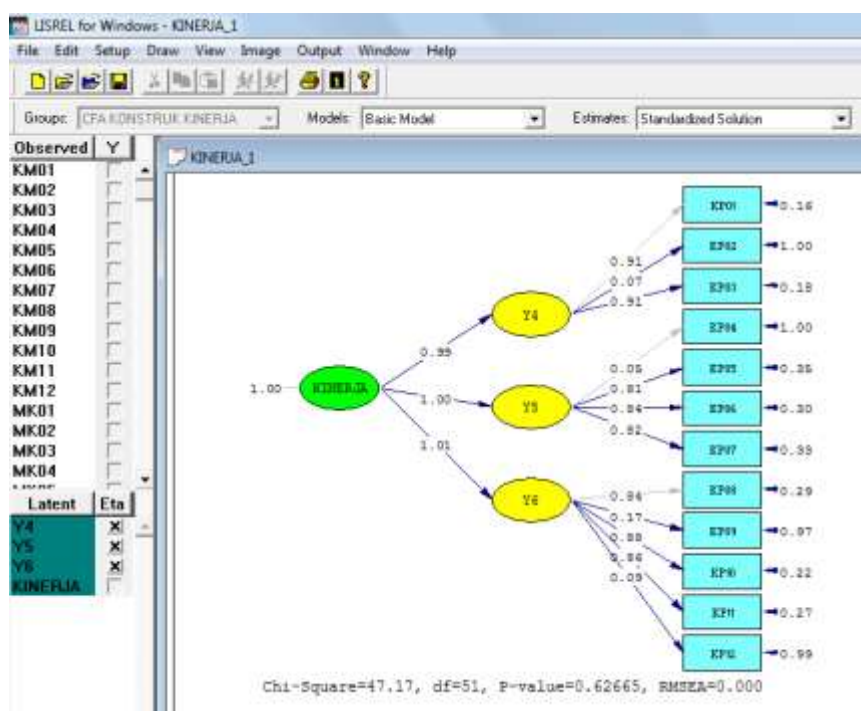 LISREL for Windows - KINERJA_1
File Edit Setup Draw View Image Output Window Help
Groups: CFA KONSTRUK KINERJA Models: Basic Model Estimates: Standardized Solution
Observed Y
KM01
KM02
KM03
KM04
KM05
KM06
KM07
KM08
KM09
KM10
KM11
KM12
MK01
MK02
MK03
MK04
Latent Eta
Y4
Y5
Y6
KINERJA
KINERJA_1
1.00
KINERJA
0.99
1.00
1.01
Y4
Y5
Y6
0.91
0.07
0.91
0.05
0.81
0.84
0.82
0.84
0.17
0.88
0.86
0.09
KP01 0.16
KP02 1.00
KP03 0.18
KP04 1.00
KP05 0.35
KP06 0.30
KP07 0.33
KP08 0.29
KP09 0.97
KP10 0.22
KP11 0.27
KP12 0.99
Chi-Square=47.17, df=51, P-value=0.62665, RMSEA=0.000